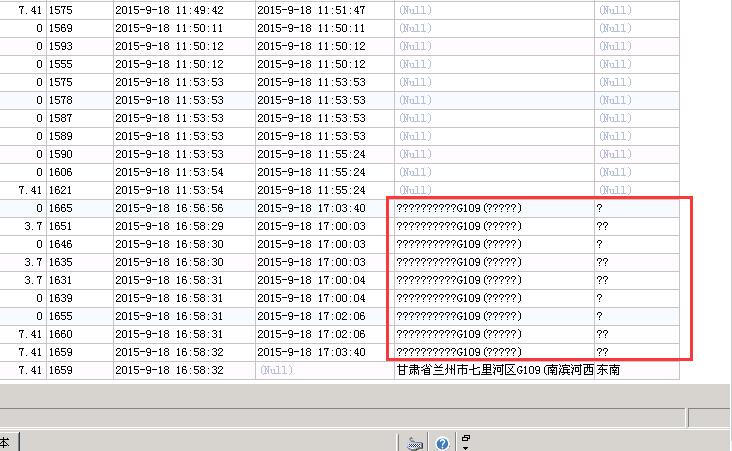 7.41 1575 2015-9-18 11:49:42 2015-9-18 11:51:47 (Null) (Null)
0 1569 2015-9-18 11:50:11 2015-9-18 11:50:11 (Null) (Null)
0 1593 2015-9-18 11:50:12 2015-9-18 11:50:12 (Null) (Null)
0 1555 2015-9-18 11:50:12 2015-9-18 11:50:12 (Null) (Null)
0 1575 2015-9-18 11:53:53 2015-9-18 11:53:53 (Null) (Null)
0 1578 2015-9-18 11:53:53 2015-9-18 11:53:53 (Null) (Null)
0 1587 2015-9-18 11:53:53 2015-9-18 11:53:53 (Null) (Null)
0 1589 2015-9-18 11:53:53 2015-9-18 11:53:53 (Null) (Null)
0 1590 2015-9-18 11:53:53 2015-9-18 11:55:24 (Null) (Null)
0 1606 2015-9-18 11:53:54 2015-9-18 11:55:24 (Null) (Null)
7.41 1621 2015-9-18 11:53:54 2015-9-18 11:55:24 (Null) (Null)
0 1665 2015-9-18 16:56:56 2015-9-18 17:03:40 ??????????G109(?????) ?
3.7 1651 2015-9-18 16:58:29 2015-9-18 17:00:03 ??????????G109(?????) ??
0 1646 2015-9-18 16:58:30 2015-9-18 17:00:03 ??????????G109(?????) ?
3.7 1635 2015-9-18 16:58:30 2015-9-18 17:00:03 ??????????G109(?????) ??
3.7 1631 2015-9-18 16:58:31 2015-9-18 17:00:04 ??????????G109(?????) ??
0 1639 2015-9-18 16:58:31 2015-9-18 17:00:04 ??????????G109(?????) ?
0 1655 2015-9-18 16:58:31 2015-9-18 17:02:06 ??????????G109(?????) ?
7.41 1660 2015-9-18 16:58:31 2015-9-18 17:02:06 ??????????G109(?????) ??
7.41 1659 2015-9-18 16:58:32 2015-9-18 17:03:40 ??????????G109(?????) ??
7.41 1659 2015-9-18 16:58:32 (Null) 甘肃省兰州市七里河区G109(南滨河西 东南
本